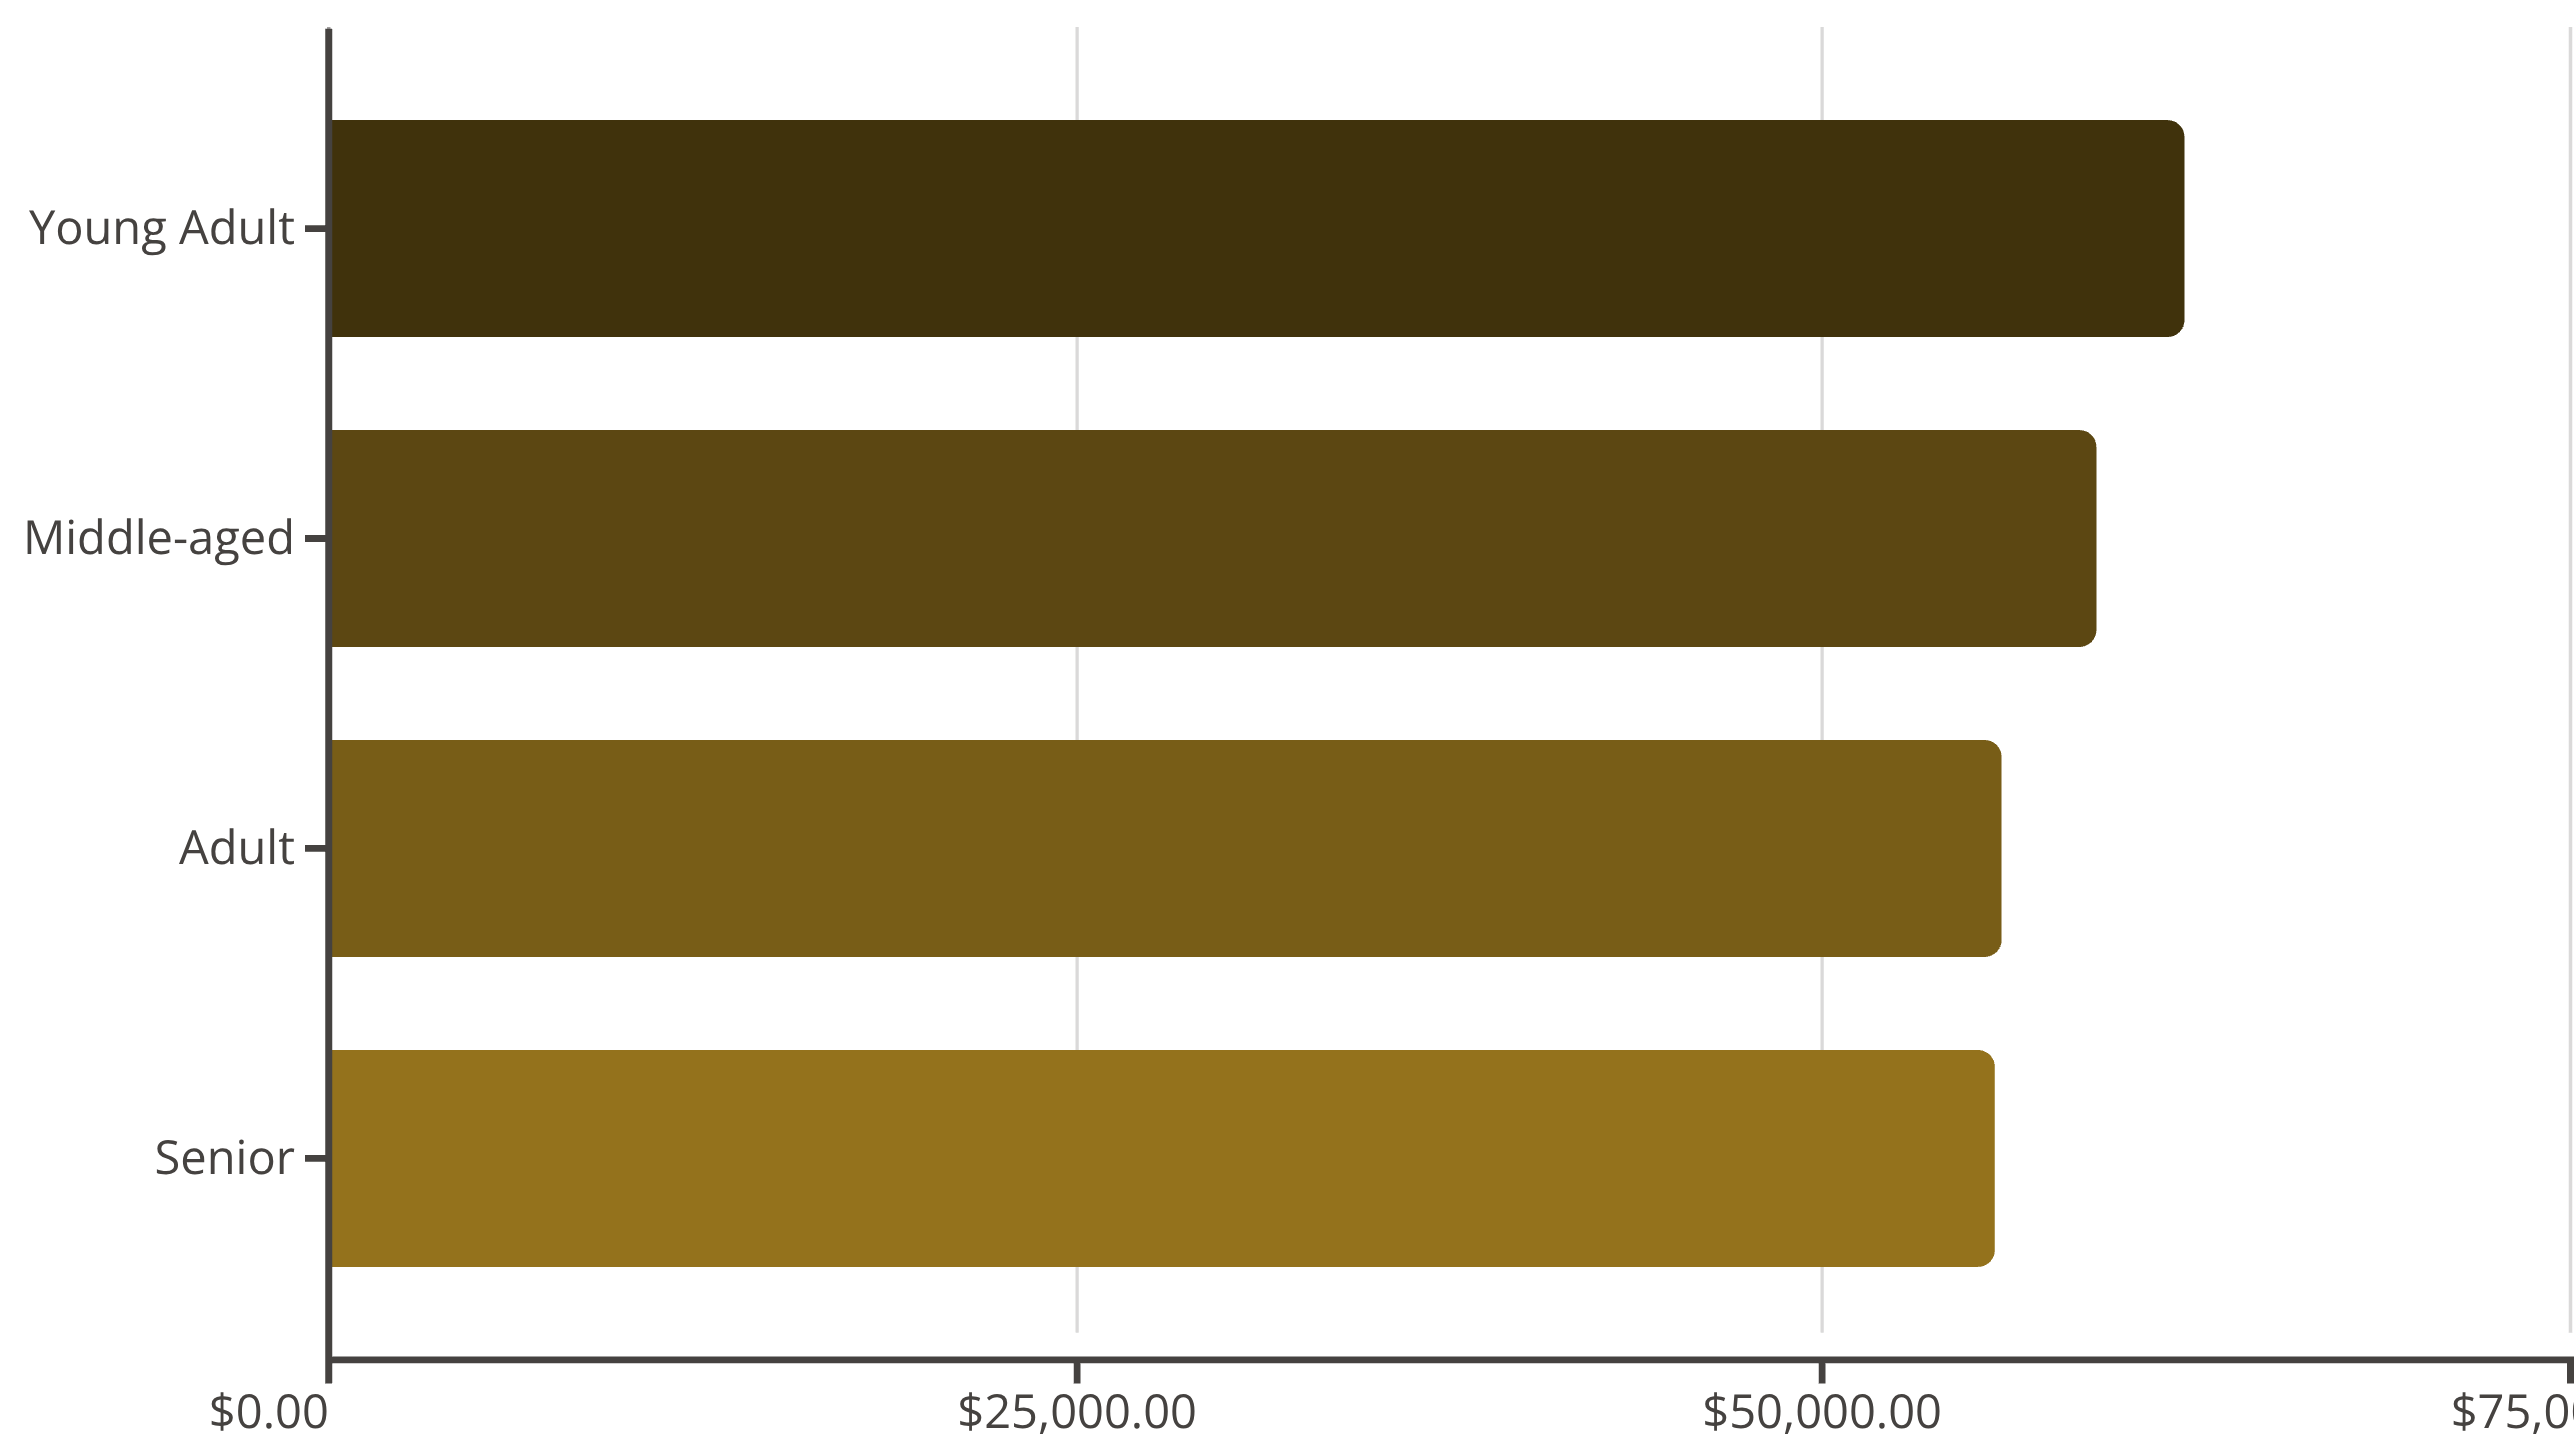 Young Adult
Middle-aged
Adult
Senior
$0.00 $25,000.00 $50,000.00